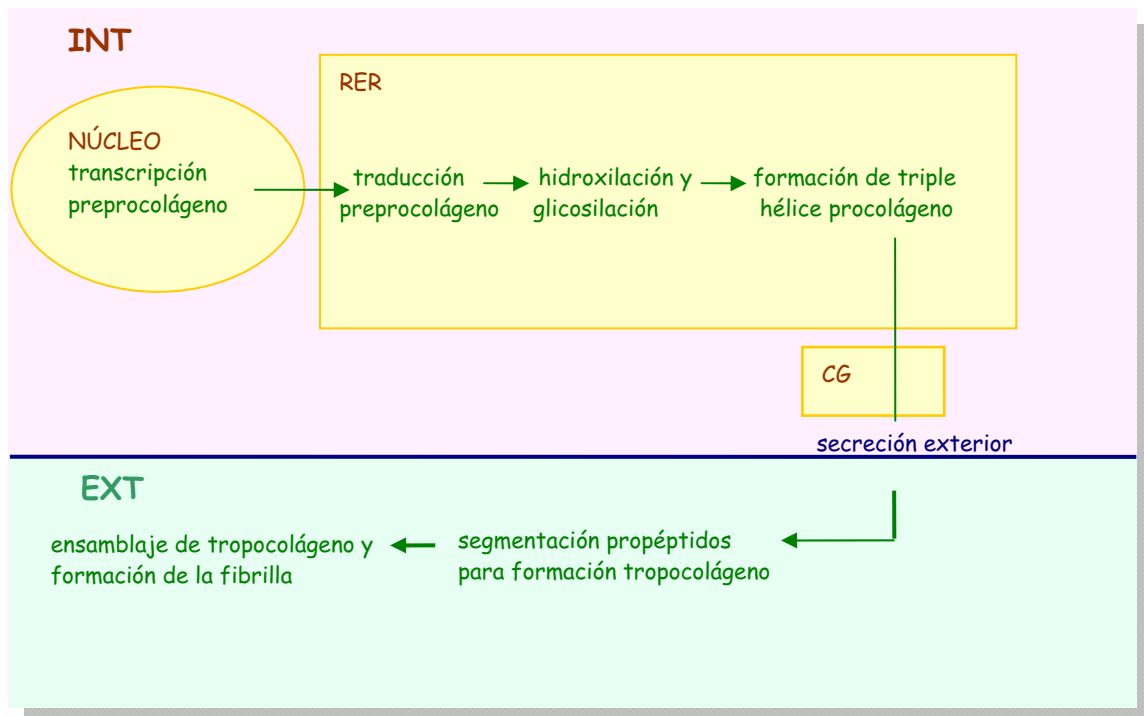 INT
RER
NÚCLEO
transcripción
preprocolágeno
traducción
preprocolágeno
hidroxilación y
glicosilación
formación de triple
hélice procolágeno
CG
secreción exterior
EXT
segmentación propéptidos
para formación tropocolágeno
ensamblaje de tropocolágeno y
formación de la fibrilla